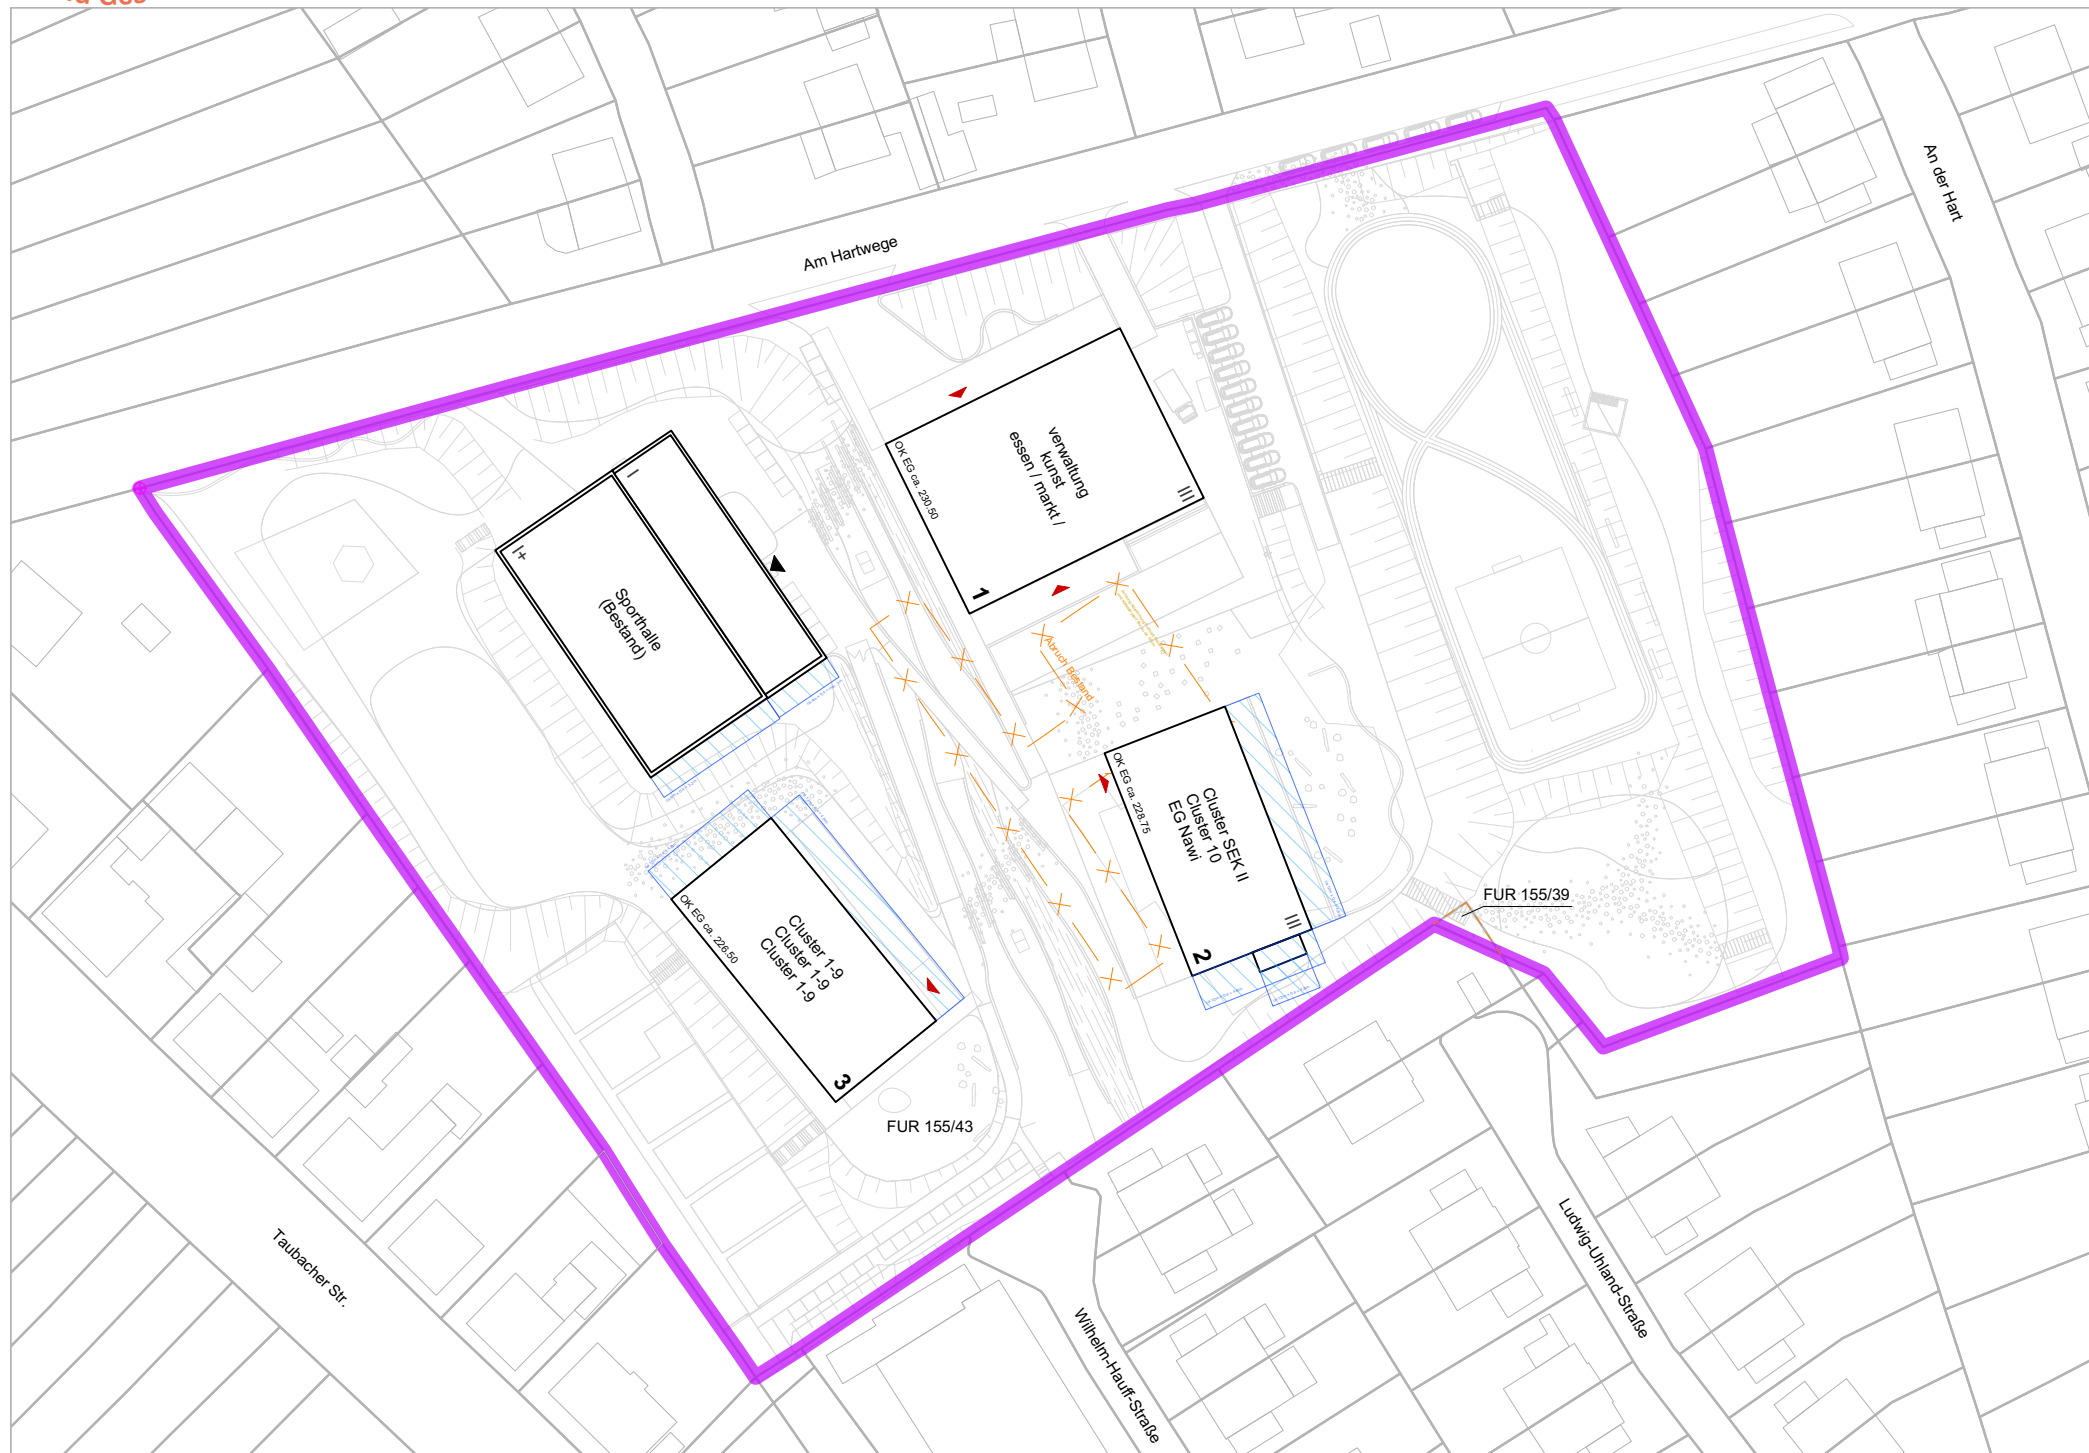 An der Hart
Am Hartwege
verwaltung
kunst
essen / markt /
OK EG ca. 230.50
III
1
I
I+
Sporthalle
(Bestand)
Abruch Bestand
Cluster SEK II
Cluster 10
EG Nawi
OK EG ca. 228.75
III
2
FUR 155/39
Cluster 1-9
Cluster 1-9
Cluster 1-9
OK EG ca. 226.50
3
FUR 155/43
Taubacher Str.
Wilhelm-Hauff-Straße
Ludwig-Uhland-Straße